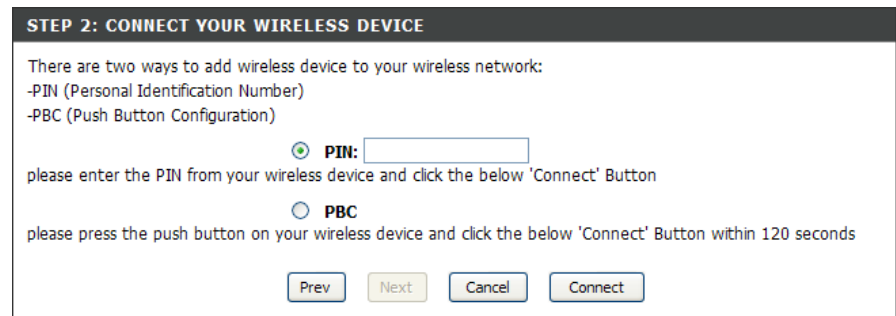 STEP 2: CONNECT YOUR WIRELESS DEVICE
There are two ways to add wireless device to your wireless network:
-PIN (Personal Identification Number)
-PBC (Push Button Configuration)
PIN:
please enter the PIN from your wireless device and click the below 'Connect' Button
PBC
please press the push button on your wireless device and click the below 'Connect' Button within 120 seconds
Prev Next Cancel Connect